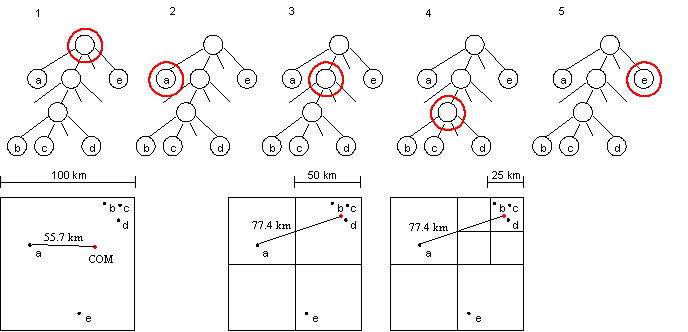 1 2 3 4 5
a e a e a e a e a e
b c d b c d b c d b c d b c d
100 km 50 km 25 km
b c b c b c
d d d
55.7 km 77.4 km 77.4 km
a COM a a
e e e